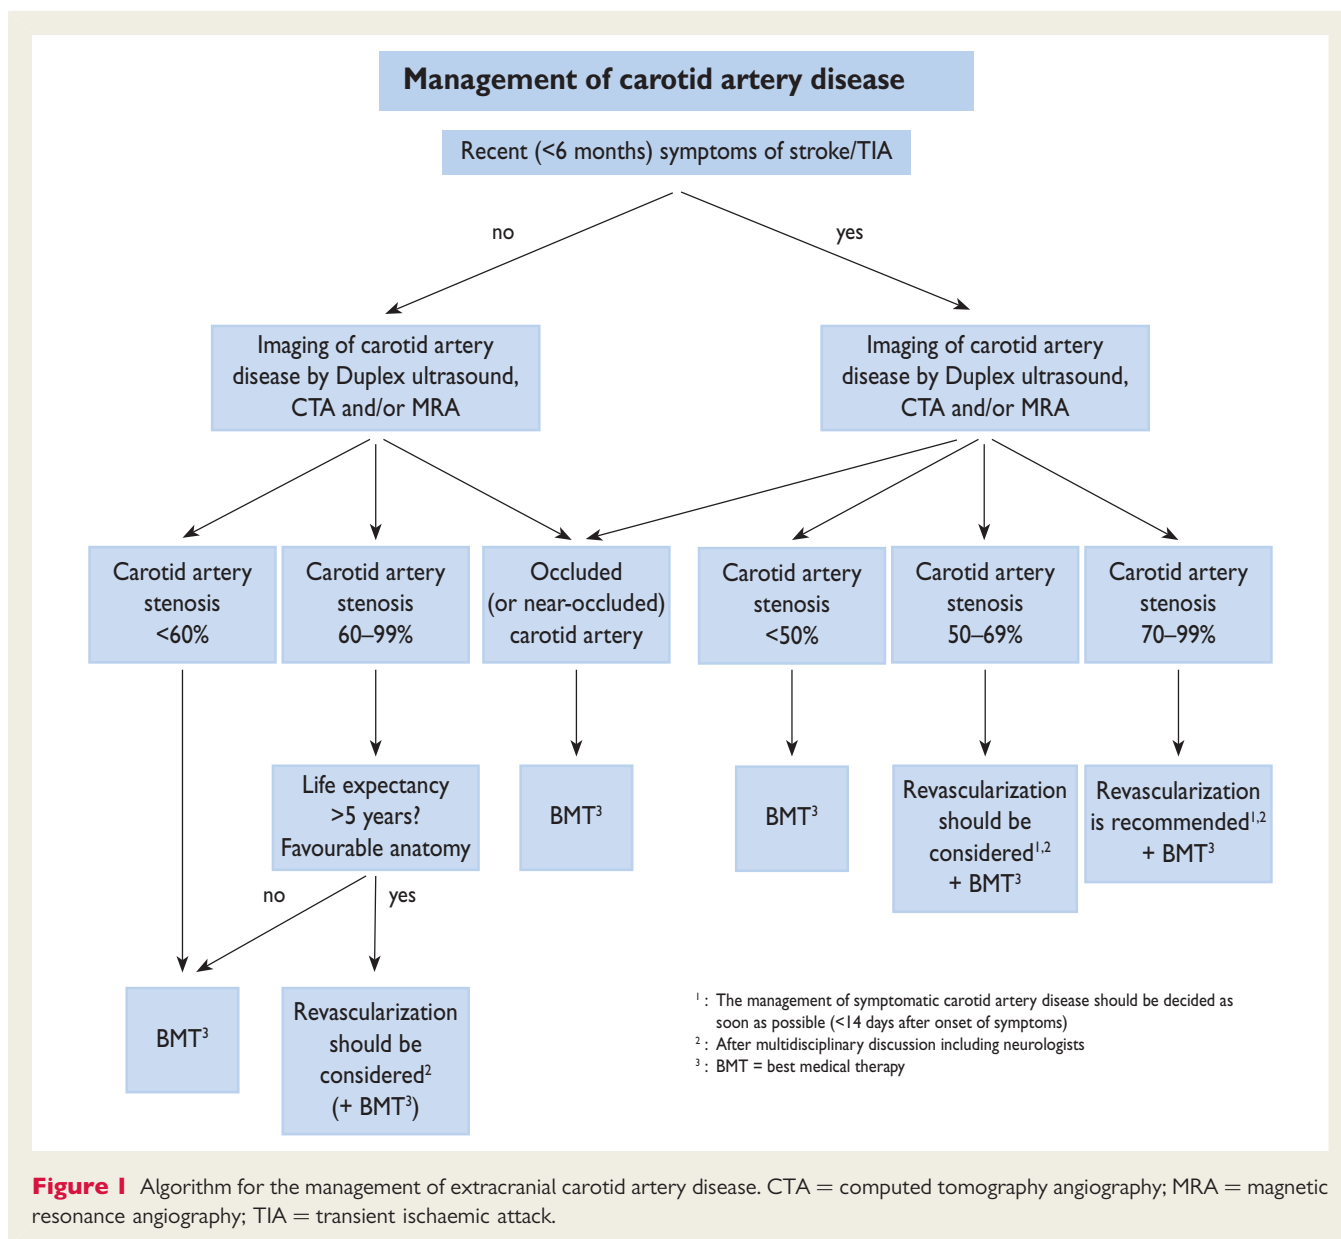 Management of carotid artery disease
Recent (<6 months) symptoms of stroke/TIA
no
yes
Imaging of carotid artery
disease by Duplex ultrasound,
CTA and/or MRA
Imaging of carotid artery
disease by Duplex ultrasound,
CTA and/or MRA
Carotid artery
stenosis
<60%
Carotid artery
stenosis
60–99%
Occluded
(or near-occluded)
carotid artery
Carotid artery
stenosis
<50%
Carotid artery
stenosis
50–69%
Carotid artery
stenosis
70–99%
Life expectancy
>5 years?
Favourable anatomy
BMT³
BMT³
Revascularization
should be
considered¹,²
+ BMT³
Revascularization
is recommended¹,²
+ BMT³
no
yes
BMT³
Revascularization
should be
considered²
(+ BMT³)
¹ : The management of symptomatic carotid artery disease should be decided as
soon as possible (<14 days after onset of symptoms)
² : After multidisciplinary discussion including neurologists
³ : BMT = best medical therapy
Figure 1 Algorithm for the management of extracranial carotid artery disease. CTA = computed tomography angiography; MRA = magnetic
resonance angiography; TIA = transient ischaemic attack.